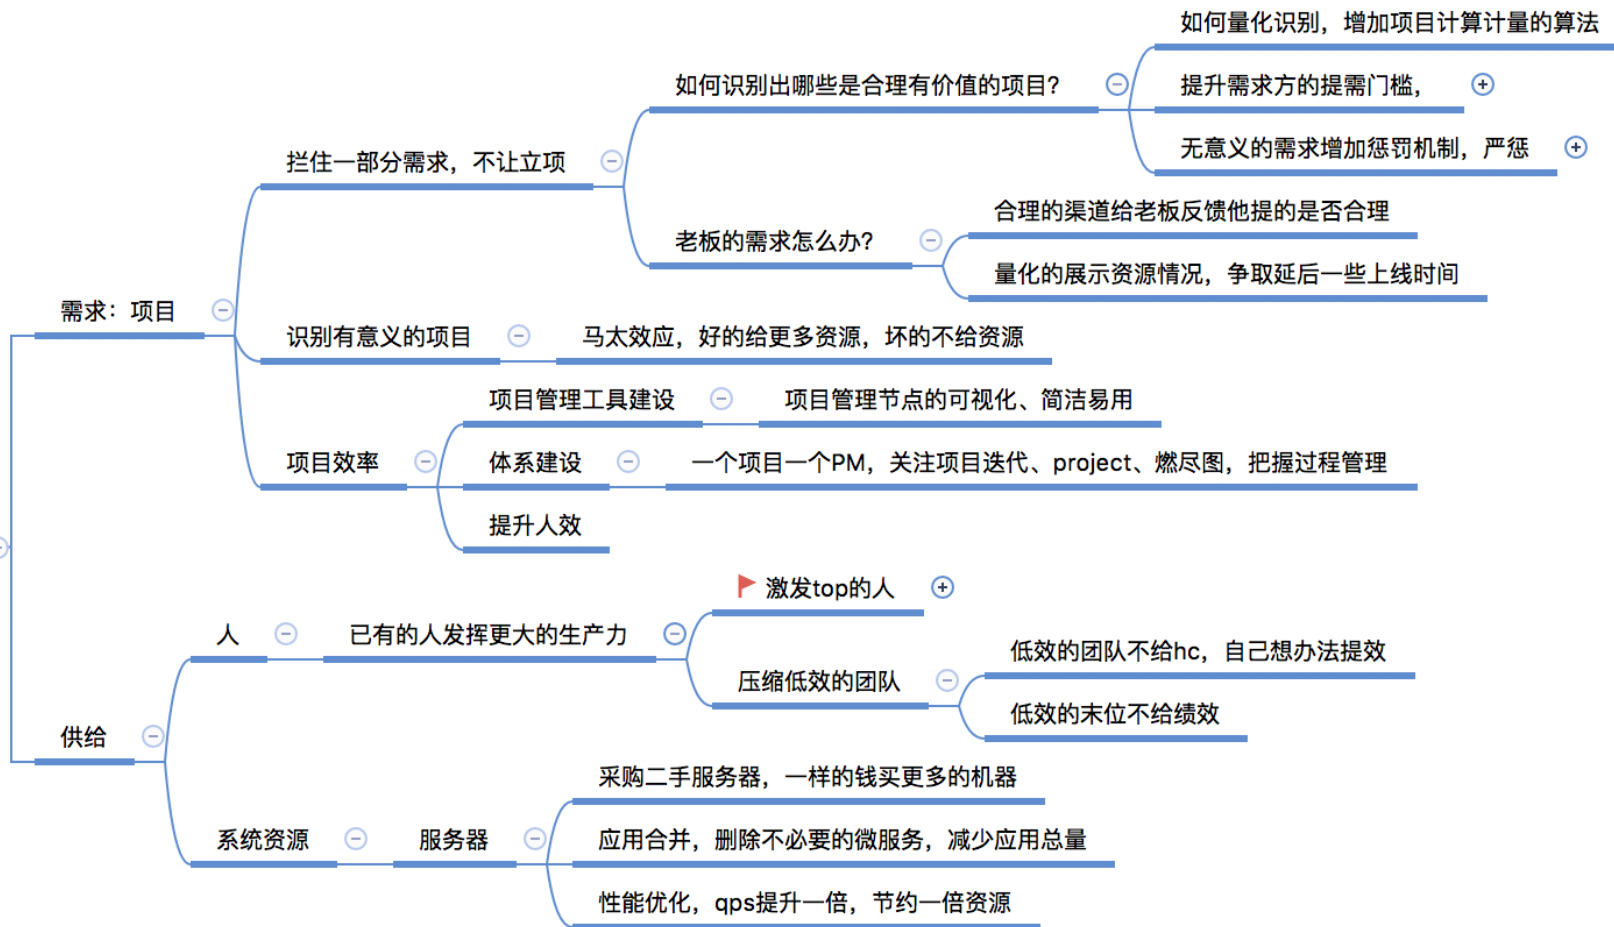 如何量化识别，增加项目计算计量的算法
如何识别出哪些是合理有价值的项目？
提升需求方的提需门槛，
无意义的需求增加惩罚机制，严惩
拦住一部分需求，不让立项
合理的渠道给老板反馈他提的是否合理
老板的需求怎么办？
量化的展示资源情况，争取延后一些上线时间
需求：项目
识别有意义的项目
马太效应，好的给更多资源，坏的不给资源
项目管理工具建设
项目管理节点的可视化、简洁易用
项目效率
体系建设
一个项目一个PM，关注项目迭代、project、燃尽图，把握过程管理
提升人效
激发top的人
人
已有的人发挥更大的生产力
低效的团队不给hc，自己想办法提效
压缩低效的团队
低效的末位不给绩效
供给
采购二手服务器，一样的钱买更多的机器
系统资源
服务器
应用合并，删除不必要的微服务，减少应用总量
性能优化，qps提升一倍，节约一倍资源